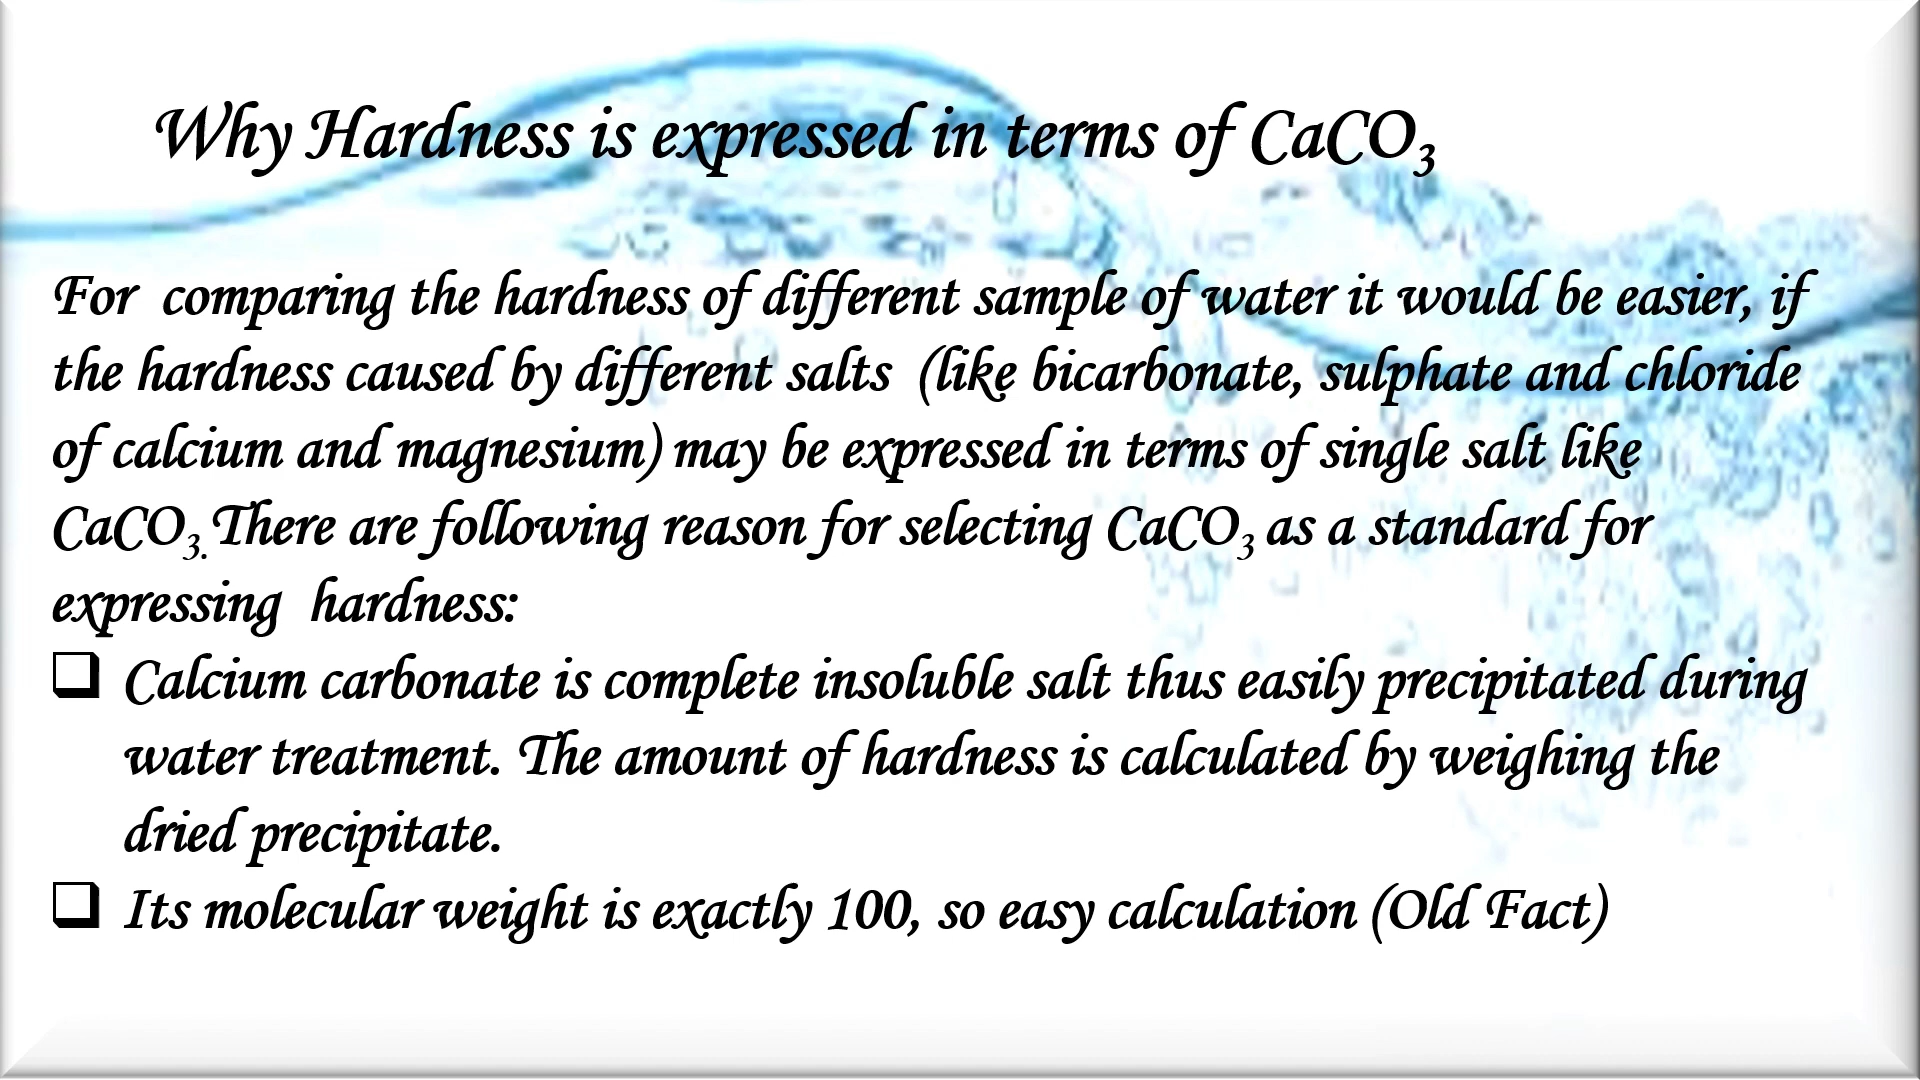 Why Hardness is expressed in terms of CaCO₃
For comparing the hardness of different sample of water it would be easier, if
the hardness caused by different salts (like bicarbonate, sulphate and chloride
of calcium and magnesium) may be expressed in terms of single salt like
CaCO₃.There are following reason for selecting CaCO₃ as a standard for
expressing hardness:
❑ Calcium carbonate is complete insoluble salt thus easily precipitated during
water treatment. The amount of hardness is calculated by weighing the
dried precipitate.
❑ Its molecular weight is exactly 100, so easy calculation (Old Fact)